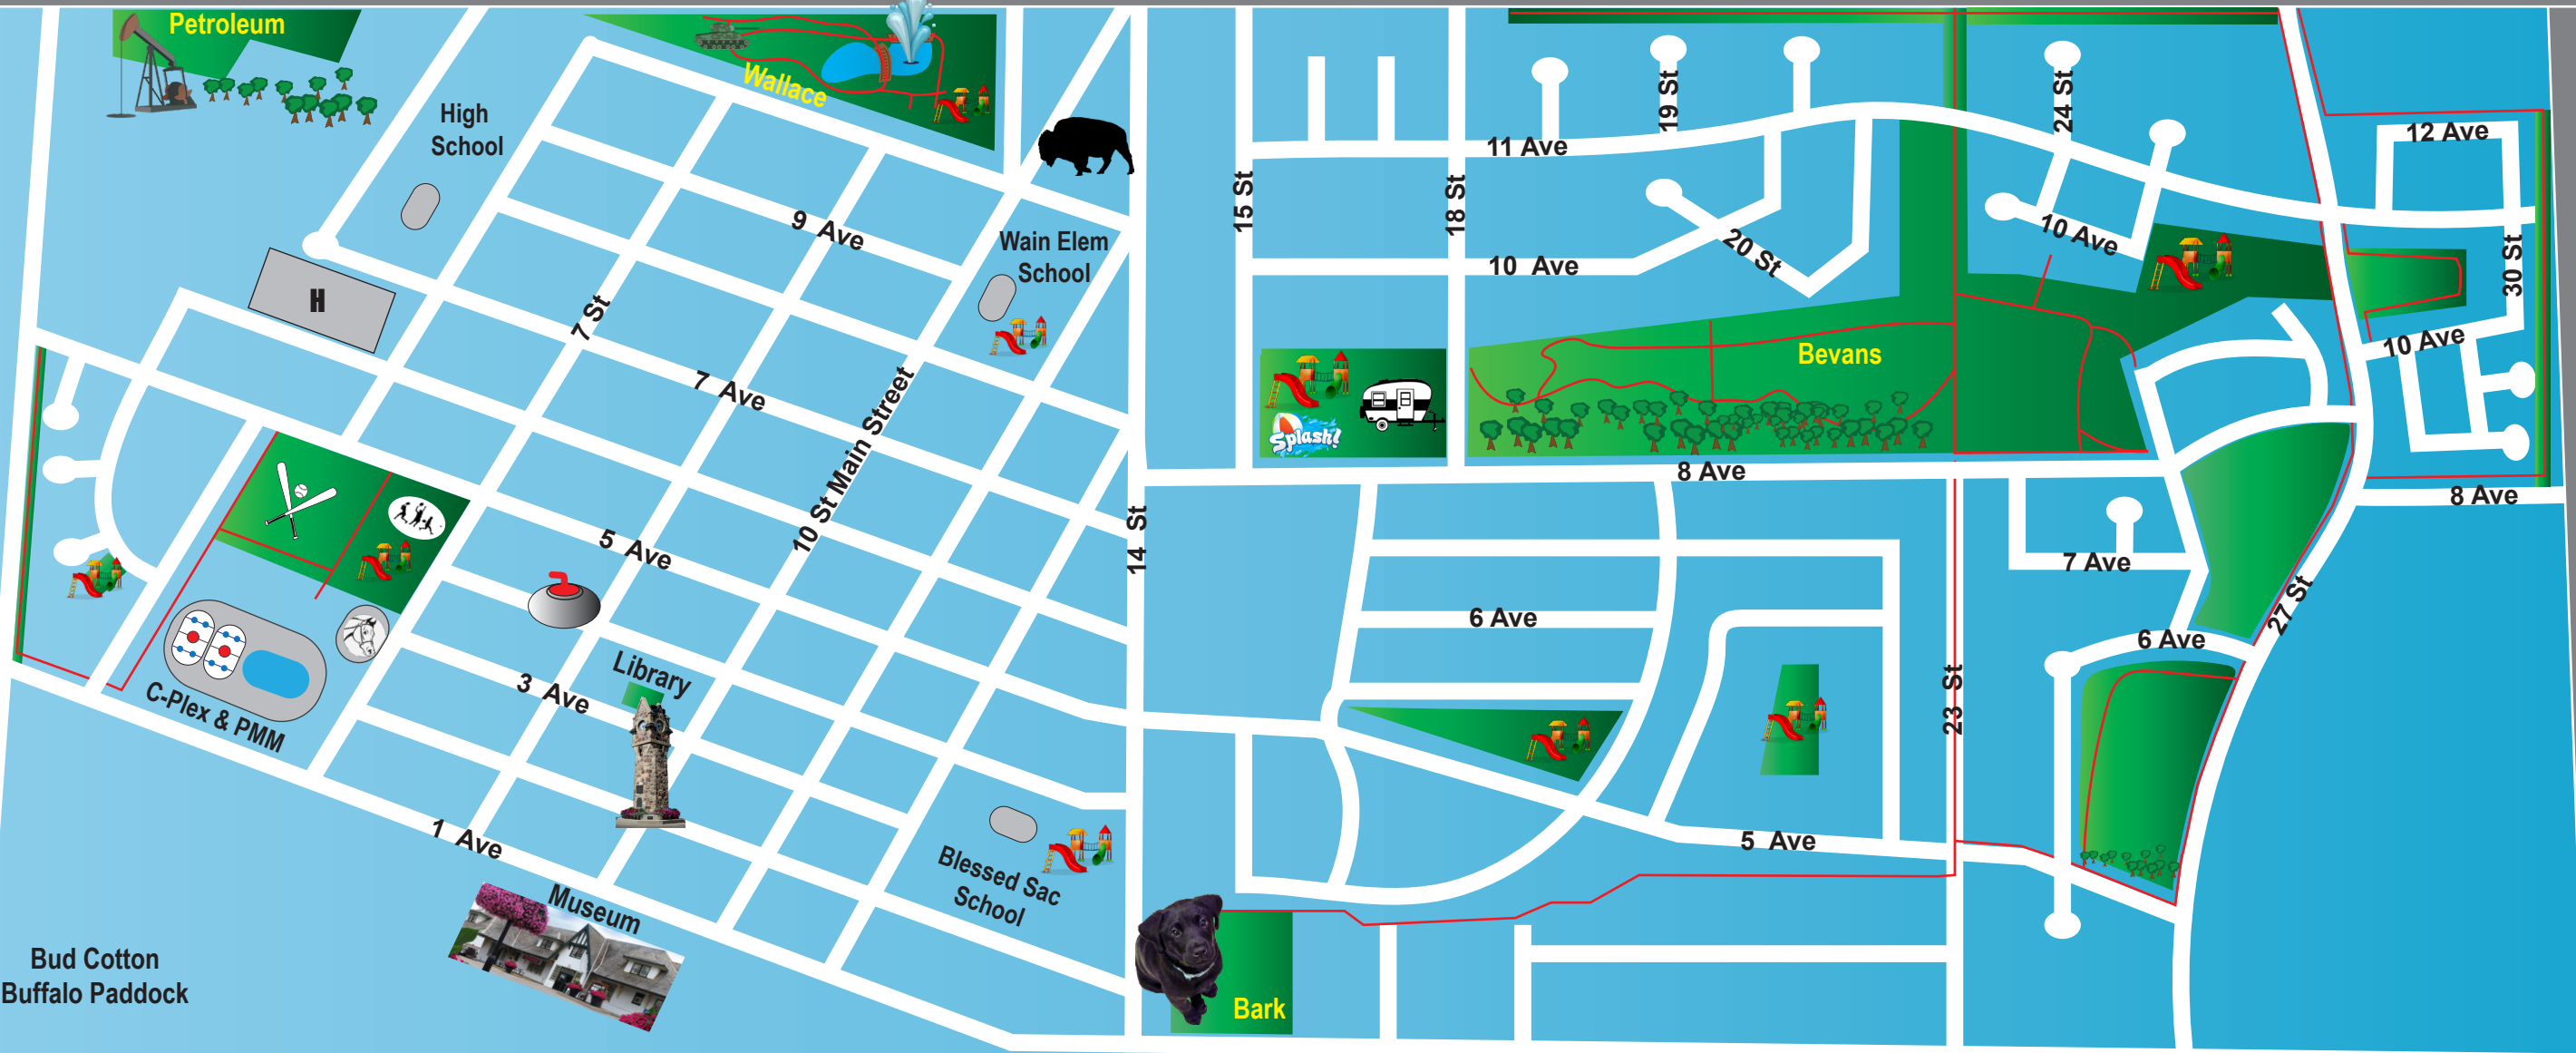 Petroleum
Wallace
High
School
H
9 Ave
Wain Elem
School
7 St
7 Ave
10 St Main Street
5 Ave
3 Ave
Library
C-Plex & PMM
1 Ave
Museum
Blessed Sac
School
Bud Cotton
Buffalo Paddock
14 St
15 St
18 St
11 Ave
19 St
24 St
12 Ave
10 Ave
20 St
10 Ave
30 St
10 Ave
Bevans
Splash!
8 Ave
8 Ave
7 Ave
6 Ave
27 St
6 Ave
23 St
5 Ave
Bark